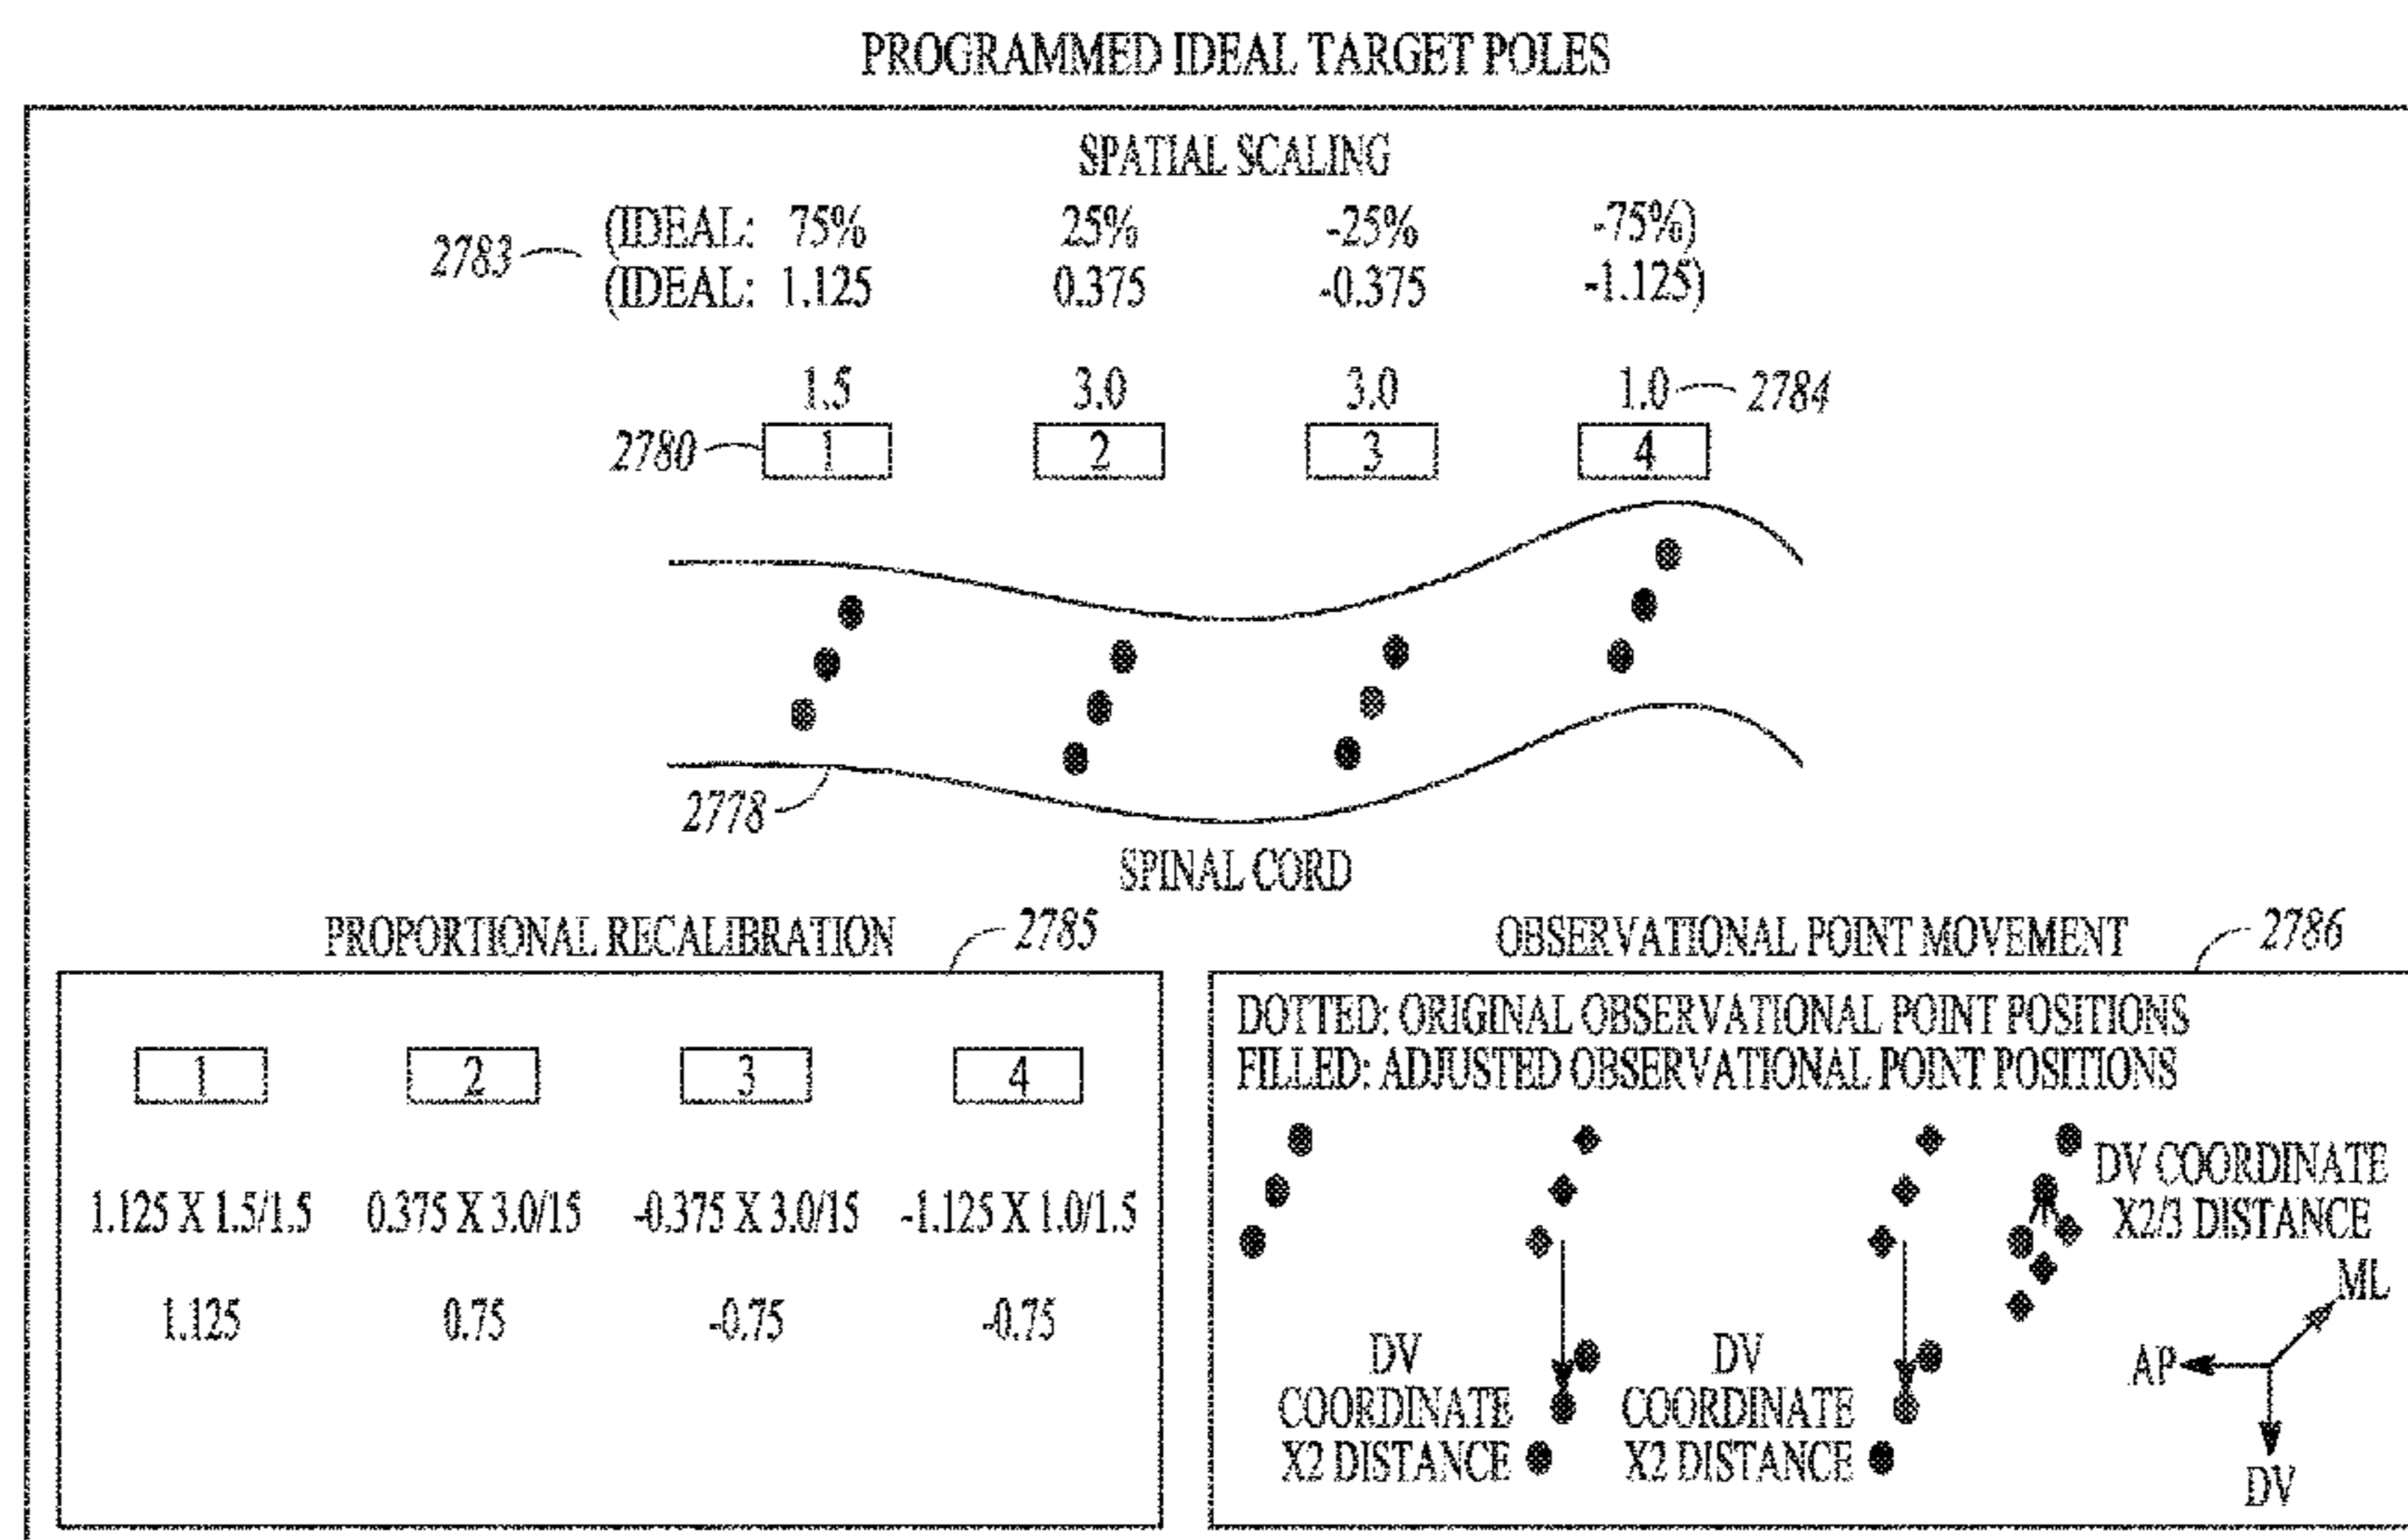 PROGRAMMED IDEAL TARGET POLES
SPATIAL SCALING
2783 (IDEAL: 75% 25% -25% -75%)
(IDEAL: 1.125 0.375 -0.375 -1.125)
1.5 3.0 3.0 1.0 2784
2780 1 2 3 4
2778
SPINAL CORD
PROPORTIONAL RECALIBRATION 2785
1 2 3 4
1.125 X 1.5/1.5 0.375 X 3.0/15 -0.375 X 3.0/15 -1.125 X 1.0/1.5
1.125 0.75 -0.75 -0.75
OBSERVATIONAL POINT MOVEMENT 2786
DOTTED: ORIGINAL OBSERVATIONAL POINT POSITIONS
FILLED: ADJUSTED OBSERVATIONAL POINT POSITIONS
DV
COORDINATE
X2 DISTANCE
DV
COORDINATE
X2 DISTANCE
DV COORDINATE
X2/3 DISTANCE
ML
AP
DV